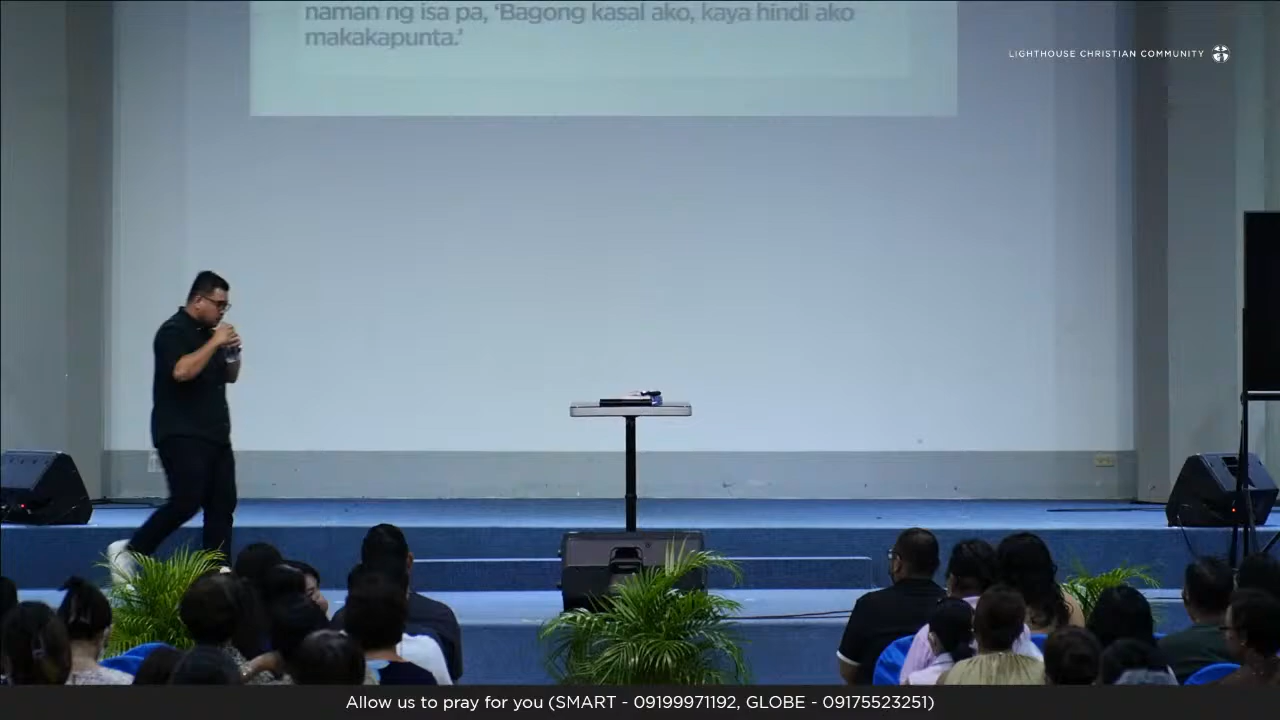 naman ng isa pa, ‘Bagong kasal ako, kaya hindi ako
makakapunta.’
LIGHTHOUSE CHRISTIAN COMMUNITY
Allow us to pray for you (SMART - 09199971192, GLOBE - 09175523251)